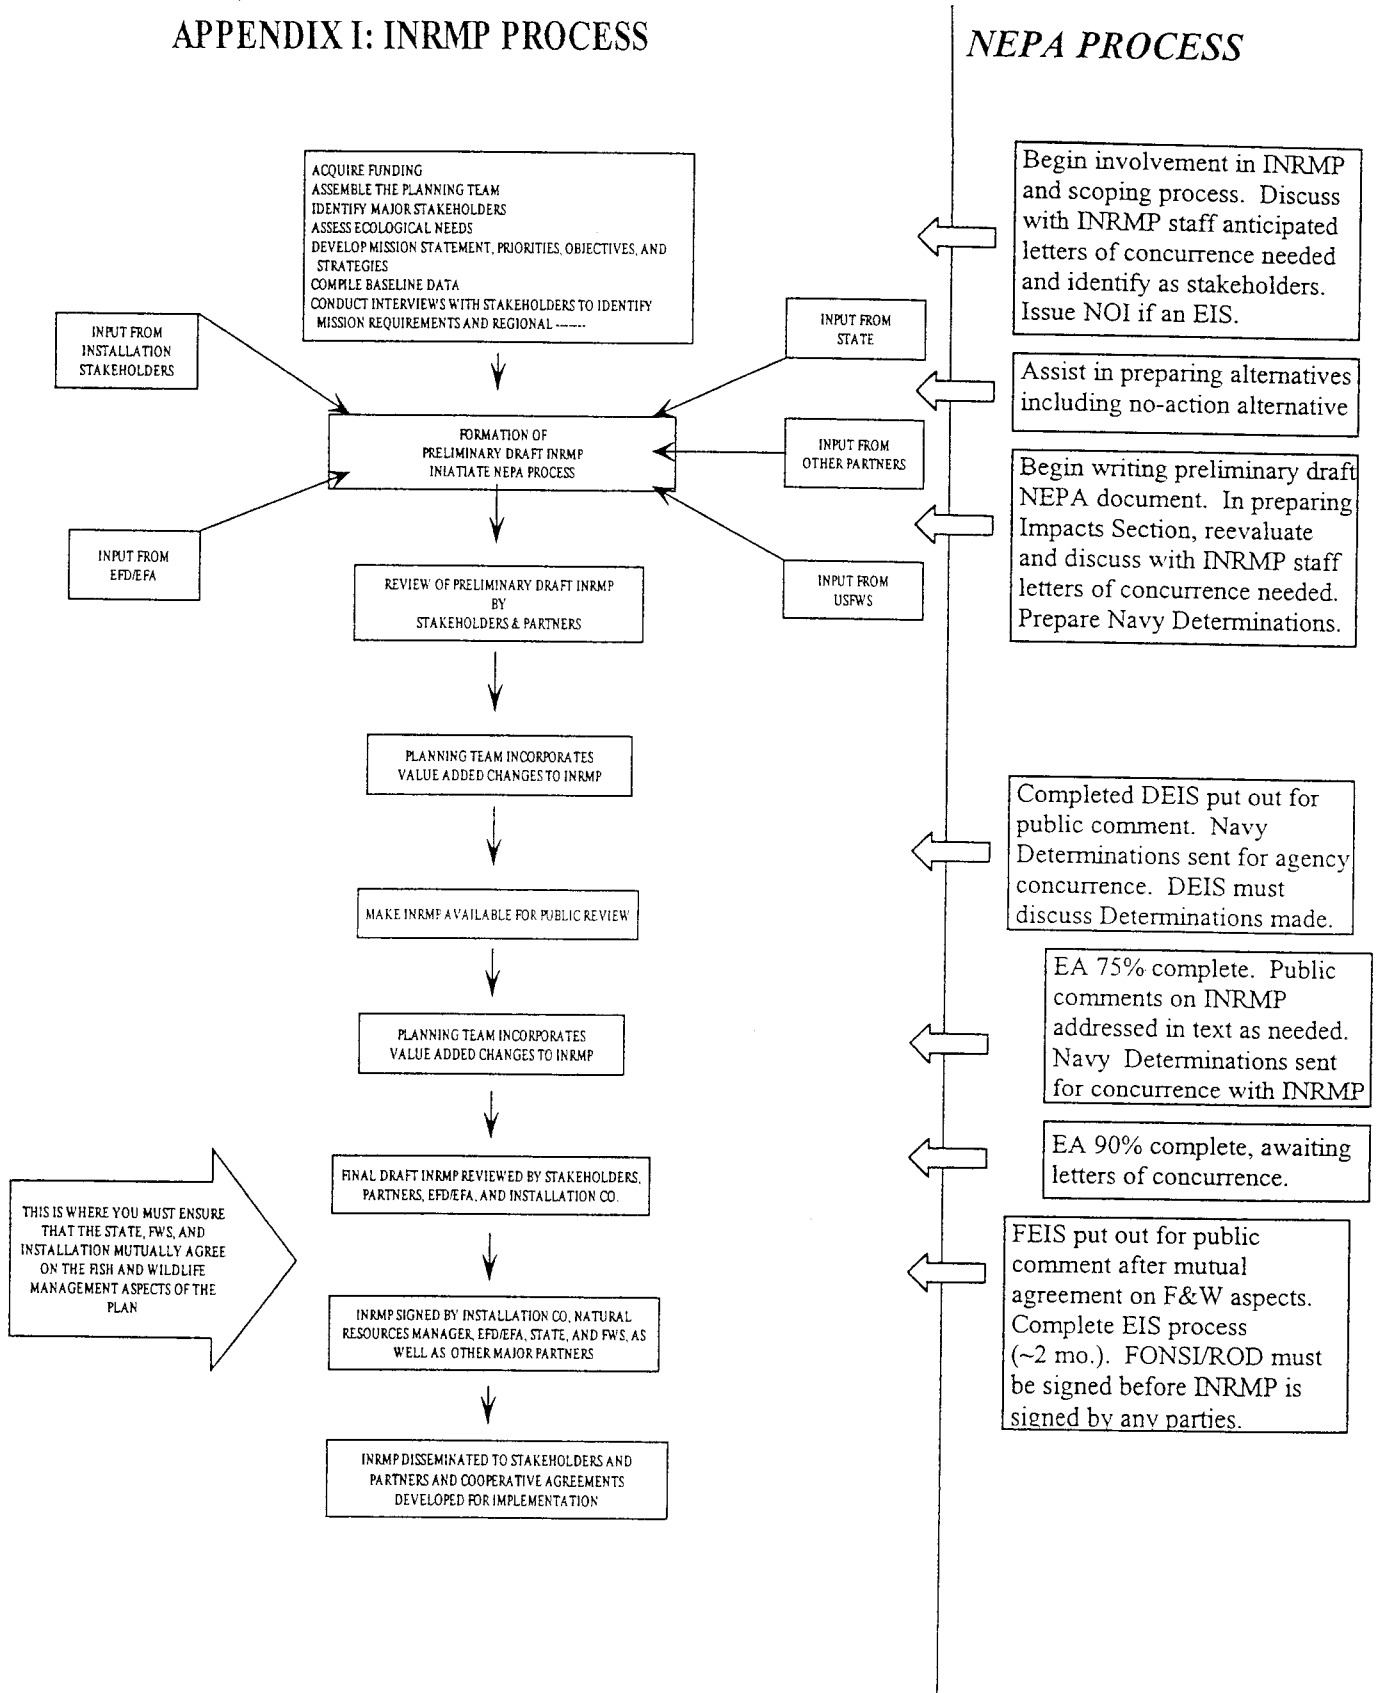 APPENDIX I: INRMP PROCESS
NEPA PROCESS
ACQUIRE FUNDING
ASSEMBLE THE PLANNING TEAM
IDENTIFY MAJOR STAKEHOLDERS
ASSESS ECOLOGICAL NEEDS
DEVELOP MISSION STATEMENT, PRIORITIES, OBJECTIVES, AND
STRATEGIES
COMPILE BASELINE DATA
CONDUCT INTERVIEWS WITH STAKEHOLDERS TO IDENTIFY
MISSION REQUIREMENTS AND REGIONAL ------
INPUT FROM
INSTALLATION
STAKEHOLDERS
INPUT FROM
STATE
FORMATION OF
PRELIMINARY DRAFT INRMP
INIATIATE NEPA PROCESS
INPUT FROM
OTHER PARTNERS
INPUT FROM
EFD/EFA
INPUT FROM
USFWS
REVIEW OF PRELIMINARY DRAFT INRMP
BY
STAKEHOLDERS & PARTNERS
PLANNING TEAM INCORPORATES
VALUE ADDED CHANGES TO INRMP
MAKE INRMP AVAILABLE FOR PUBLIC REVIEW
PLANNING TEAM INCORPORATES
VALUE ADDED CHANGES TO INRMP
FINAL DRAFT INRMP REVIEWED BY STAKEHOLDERS,
PARTNERS, EFD/EFA, AND INSTALLATION CO.
THIS IS WHERE YOU MUST ENSURE
THAT THE STATE, FWS, AND
INSTALLATION MUTUALLY AGREE
ON THE FISH AND WILDLIFE
MANAGEMENT ASPECTS OF THE
PLAN
INRMP SIGNED BY INSTALLATION CO, NATURAL
RESOURCES MANAGER, EFD/EFA, STATE, AND FWS, AS
WELL AS OTHER MAJOR PARTNERS
INRMP DISSEMINATED TO STAKEHOLDERS AND
PARTNERS AND COOPERATIVE AGREEMENTS
DEVELOPED FOR IMPLEMENTATION
Begin involvement in INRMP
and scoping process. Discuss
with INRMP staff anticipated
letters of concurrence needed
and identify as stakeholders.
Issue NOI if an EIS.
Assist in preparing alternatives
including no-action alternative
Begin writing preliminary draft
NEPA document. In preparing
Impacts Section, reevaluate
and discuss with INRMP staff
letters of concurrence needed.
Prepare Navy Determinations.
Completed DEIS put out for
public comment. Navy
Determinations sent for agency
concurrence. DEIS must
discuss Determinations made.
EA 75% complete. Public
comments on INRMP
addressed in text as needed.
Navy Determinations sent
for concurrence with INRMP
EA 90% complete, awaiting
letters of concurrence.
FEIS put out for public
comment after mutual
agreement on F&W aspects.
Complete EIS process
(~2 mo.). FONSI/ROD must
be signed before INRMP is
signed by any parties.